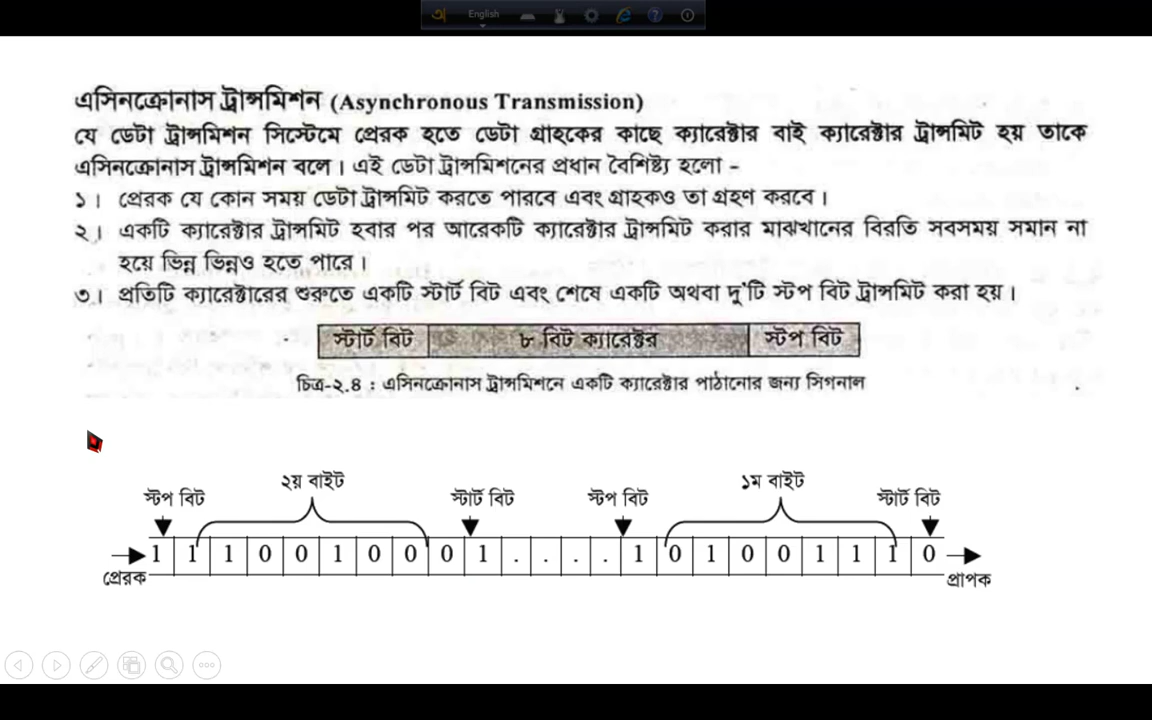 English
এসিনক্রোনাস ট্রান্সমিশন (Asynchronous Transmission)
যে ডেটা ট্রান্সমিশন সিস্টেমে প্রেরক হতে ডেটা গ্রাহকের কাছে ক্যারেক্টার বাই ক্যারেক্টার ট্রান্সমিট হয় তাকে
এসিনক্রোনাস ট্রান্সমিশন বলে। এই ডেটা ট্রান্সমিশনের প্রধান বৈশিষ্ট্য হলো -
১। প্রেরক যে কোন সময় ডেটা ট্রান্সমিট করতে পারবে এবং গ্রাহকও তা গ্রহণ করবে।
২। একটি ক্যারেক্টার ট্রান্সমিট হবার পর আরেকটি ক্যারেক্টার ট্রান্সমিট করার মাঝখানের বিরতি সবসময় সমান না
হয়ে ভিন্ন ভিন্নও হতে পারে।
৩। প্রতিটি ক্যারেক্টারের শুরুতে একটি স্টার্ট বিট এবং শেষে একটি অথবা দু'টি স্টপ বিট ট্রান্সমিট করা হয়।
স্টার্ট বিট ৮ বিট ক্যারেক্টর স্টপ বিট
চিত্র-২.৪ : এসিনক্রোনাস ট্রান্সমিশনে একটি ক্যারেক্টার পাঠানোর জন্য সিগনাল
২য় বাইট ১ম বাইট
স্টপ বিট স্টার্ট বিট স্টপ বিট স্টার্ট বিট
1 1 1 0 0 1 0 0 0 1 . . . . 1 0 1 0 0 1 1 1 0
প্রেরক প্রাপক